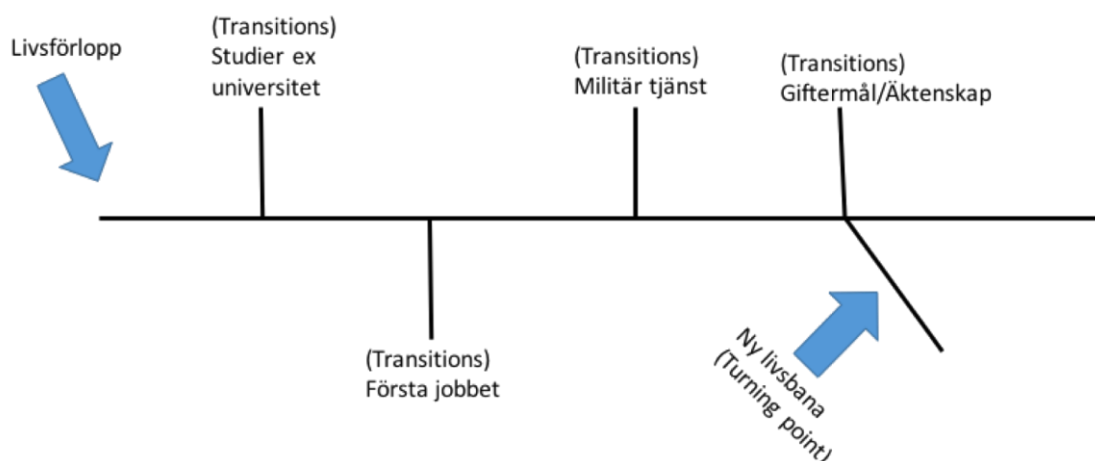 Livsförlopp
(Transitions)
Studier ex
universitet
(Transitions)
Militär tjänst
(Transitions)
Giftermål/Äktenskap
(Transitions)
Första jobbet
Ny livsbana
(Turning point)